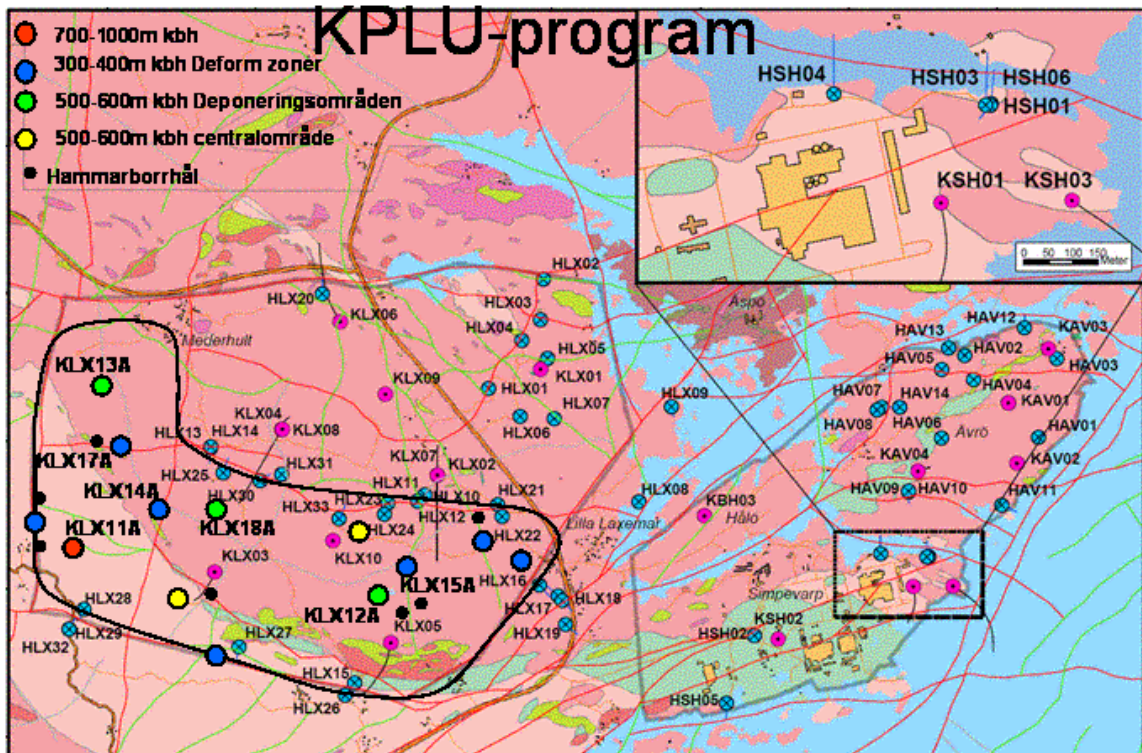 KPLU-program
700-1000m kbh
300-400m kbh Deform zoner
500-600m kbh Deponeringsområden
500-600m kbh centralområde
Hammarborrhål
HSH04
HSH03
HSH06
HSH01
KSH01
KSH03
0 50 100 150
Meter
HLX02
HLX20
HLX03
KLX06
HLX04
Äspö
Mederhult
HLX05
KLX01
HLX01
KLX09
HLX07
HLX06
HLX09
HAV12
HAV13
KAV03
HAV05
HAV02
HAV03
HAV07
HAV14
HAV04
KAV01
HAV08
HAV06
Ävrö
HAV01
KAV04
KAV02
HAV09
HAV10
HAV11
KLX13A
KLX04
KLX08
HLX13
HLX14
KLX17A
KLX07
KLX02
HLX25
HLX31
KLX14A
HLX30
HLX11
HLX10
HLX21
HLX23
HLX33
HLX24
HLX12
HLX08
KBH03
Hålö
Lilla Laxemar
KLX11A
KLX18A
KLX03
KLX10
HLX22
HLX16
KLX15A
KLX12A
KLX05
HLX28
HLX29
HLX32
HLX27
HLX17
HLX18
HLX19
HLX15
HLX26
Simpevarp
HSH02
KSH02
HSH05